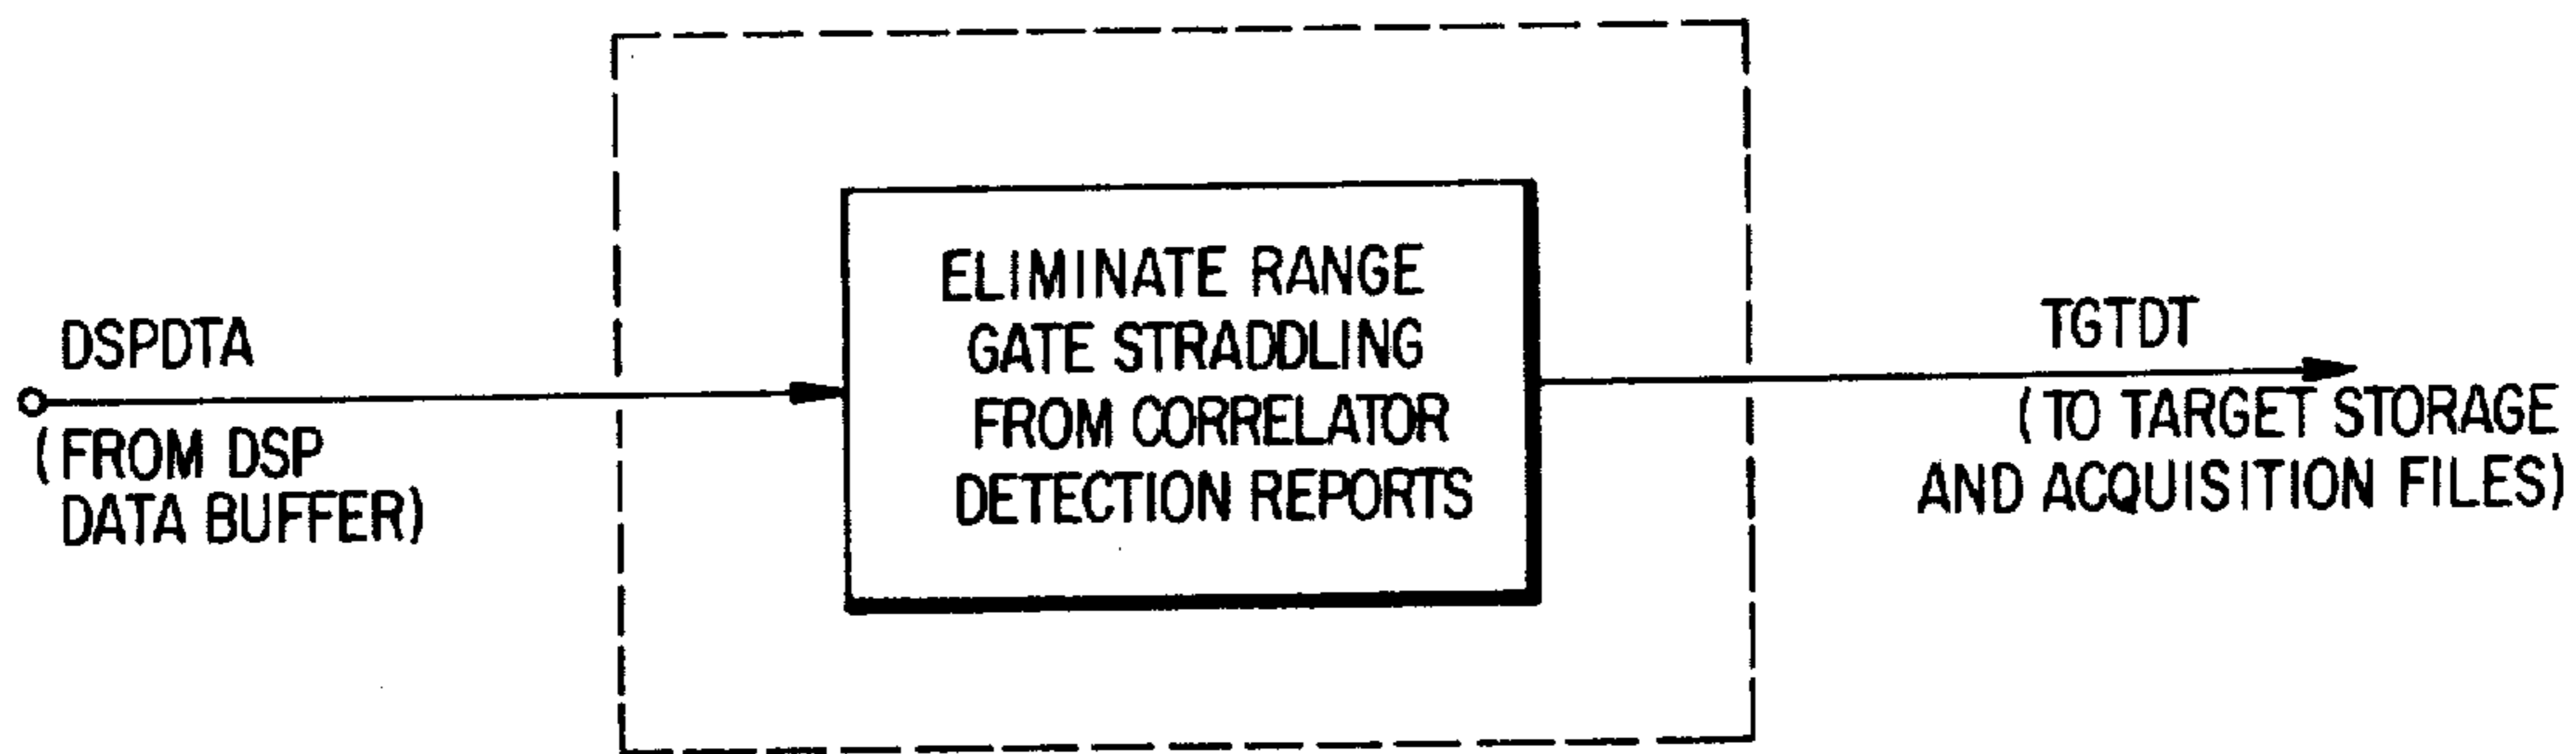 DSPDTA
(FROM DSP
DATA BUFFER)
ELIMINATE RANGE
GATE STRADDLING
FROM CORRELATOR
DETECTION REPORTS
TGTDT
(TO TARGET STORAGE
AND ACQUISITION FILES)